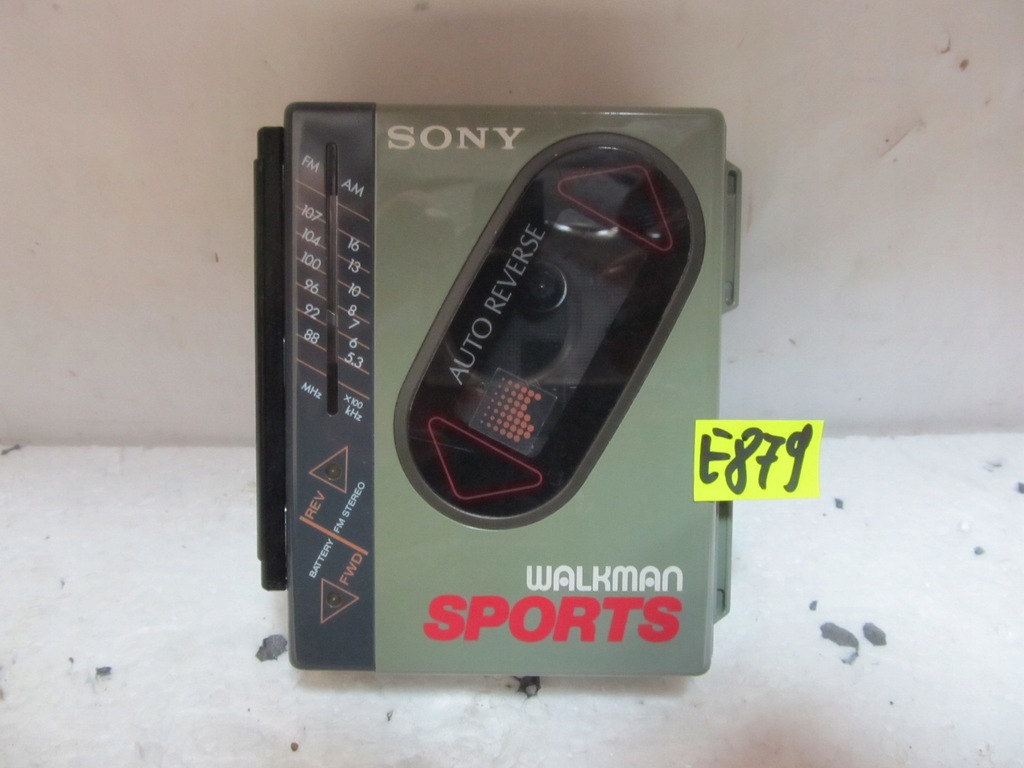 SONY
FM
AM
107
104
100
96
92
88
MHz
16
13
10
8
7
6
5.3
x100
kHz
AUTO REVERSE
REV
FM STEREO
BATTERY
FWD
E879
WALKMAN
SPORTS